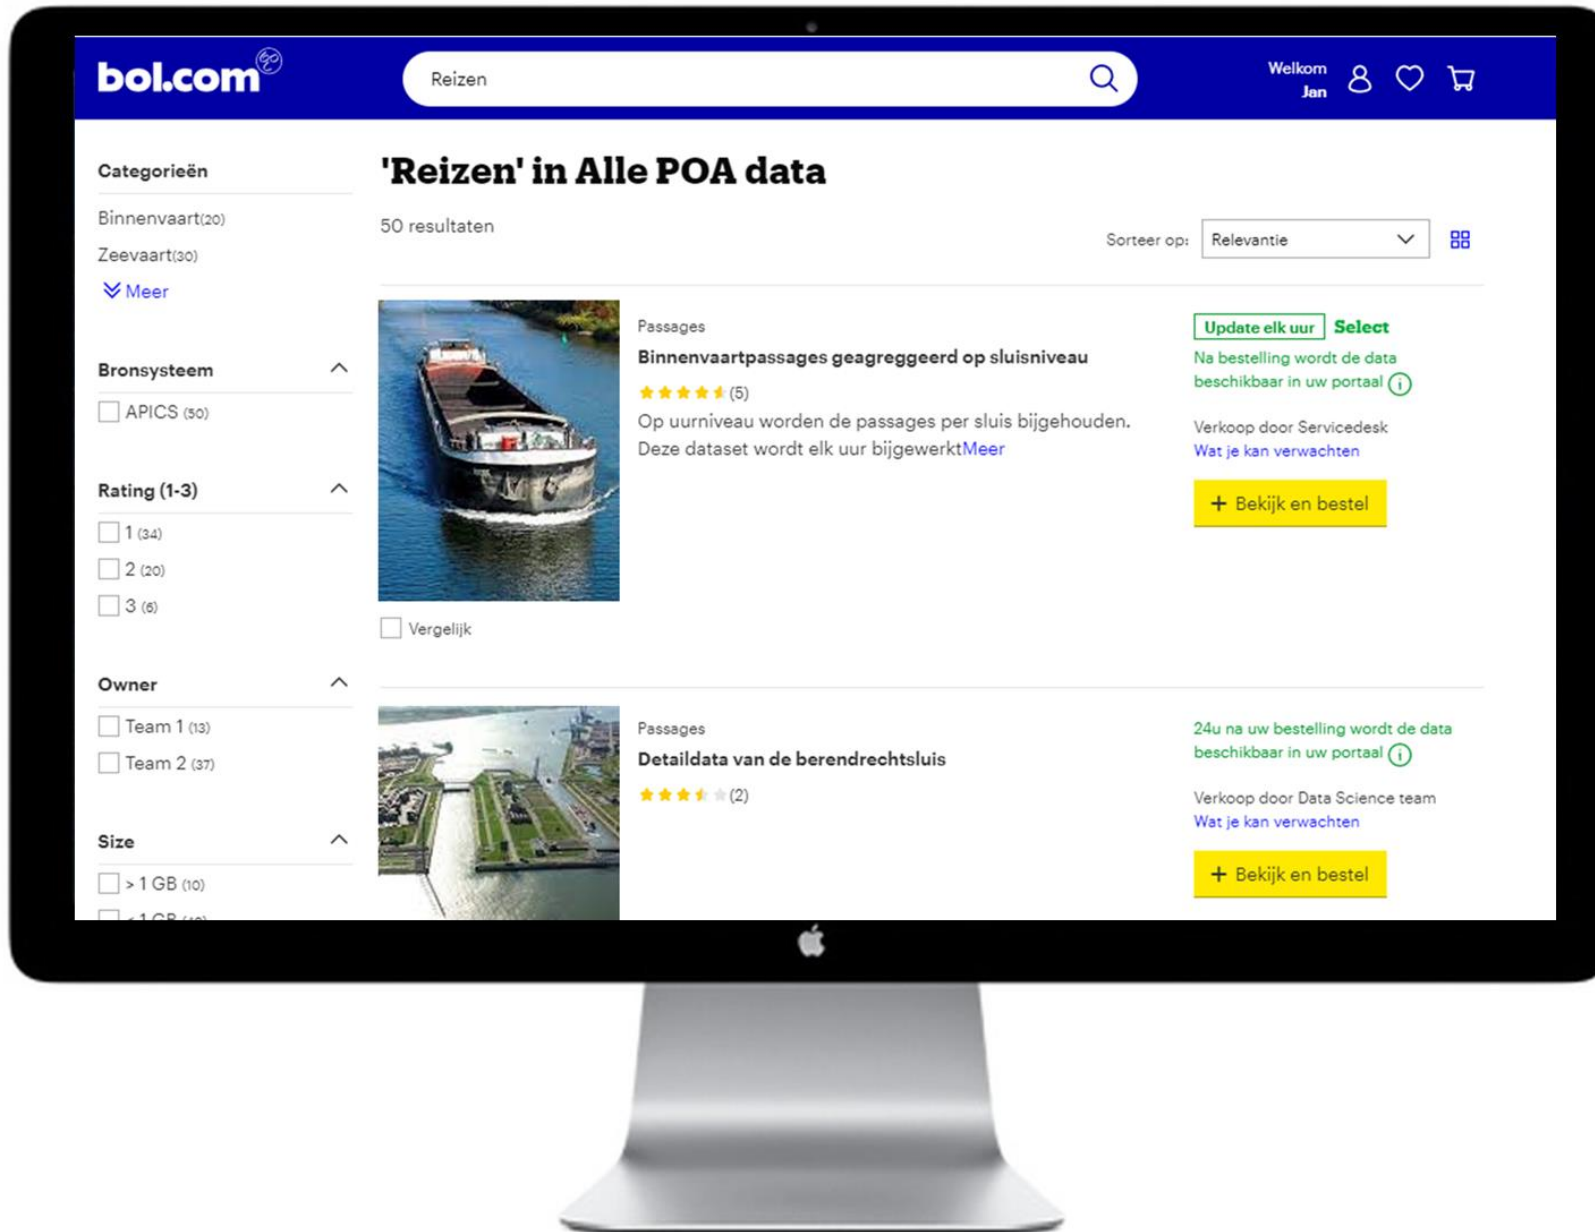 bol.com
Reizen
Welkom
Jan
Categorieën
Binnenvaart(20)
Zeevaart(30)
Meer
Bronsysteem
APICS (50)
Rating (1-3)
1 (34)
2 (20)
3 (6)
Owner
Team 1 (13)
Team 2 (37)
Size
> 1 GB (10)
'Reizen' in Alle POA data
50 resultaten
Sorteer op:
Relevantie
Passages
Binnenvaartpassages geagreggeerd op sluisniveau
(5)
Op uurniveau worden de passages per sluis bijgehouden.
Deze dataset wordt elk uur bijgewerktMeer
Update elk uur Select
Na bestelling wordt de data
beschikbaar in uw portaal
Verkoop door Servicedesk
Wat je kan verwachten
+ Bekijk en bestel
Vergelijk
Passages
Detaildata van de berendrechtsluis
(2)
24u na uw bestelling wordt de data
beschikbaar in uw portaal
Verkoop door Data Science team
Wat je kan verwachten
+ Bekijk en bestel